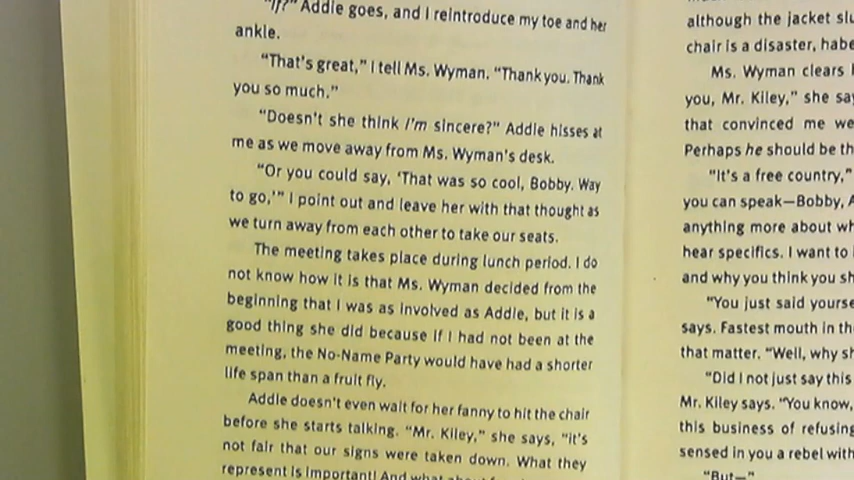 "If?" Addie goes, and I reintroduce my toe and her
ankle.
"That's great," I tell Ms. Wyman. "Thank you. Thank
you so much."
"Doesn't she think I'm sincere?" Addie hisses at
me as we move away from Ms. Wyman's desk.
"Or you could say, 'That was so cool, Bobby. Way
to go,'" I point out and leave her with that thought as
we turn away from each other to take our seats.
The meeting takes place during lunch period. I do
not know how it is that Ms. Wyman decided from the
beginning that I was as involved as Addie, but it is a
good thing she did because if I had not been at the
meeting, the No-Name Party would have had a shorter
life span than a fruit fly.
Addie doesn't even wait for her fanny to hit the chair
before she starts talking. "Mr. Kiley," she says, "it's
not fair that our signs were taken down. What they
represent is important! And what about
although the jacket
chair is a disaster,
Ms. Wyman clears
you, Mr. Kiley," she
that convinced me
Perhaps he should be
"It's a free country,"
you can speak—Bobby,
anything more about
hear specifics. I want to
and why you think you
"You just said
says. Fastest mouth in
that matter. "Well, why
"Did I not just say this
Mr. Kiley says. "You know,
this business of refusing
sensed in you a rebel with
"But—"